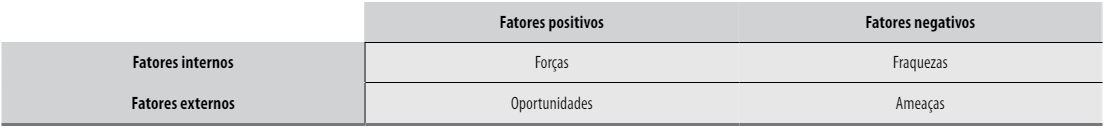 Fatores positivos Fatores negativos
Fatores internos Forças Fraquezas
Fatores externos Oportunidades Ameaças